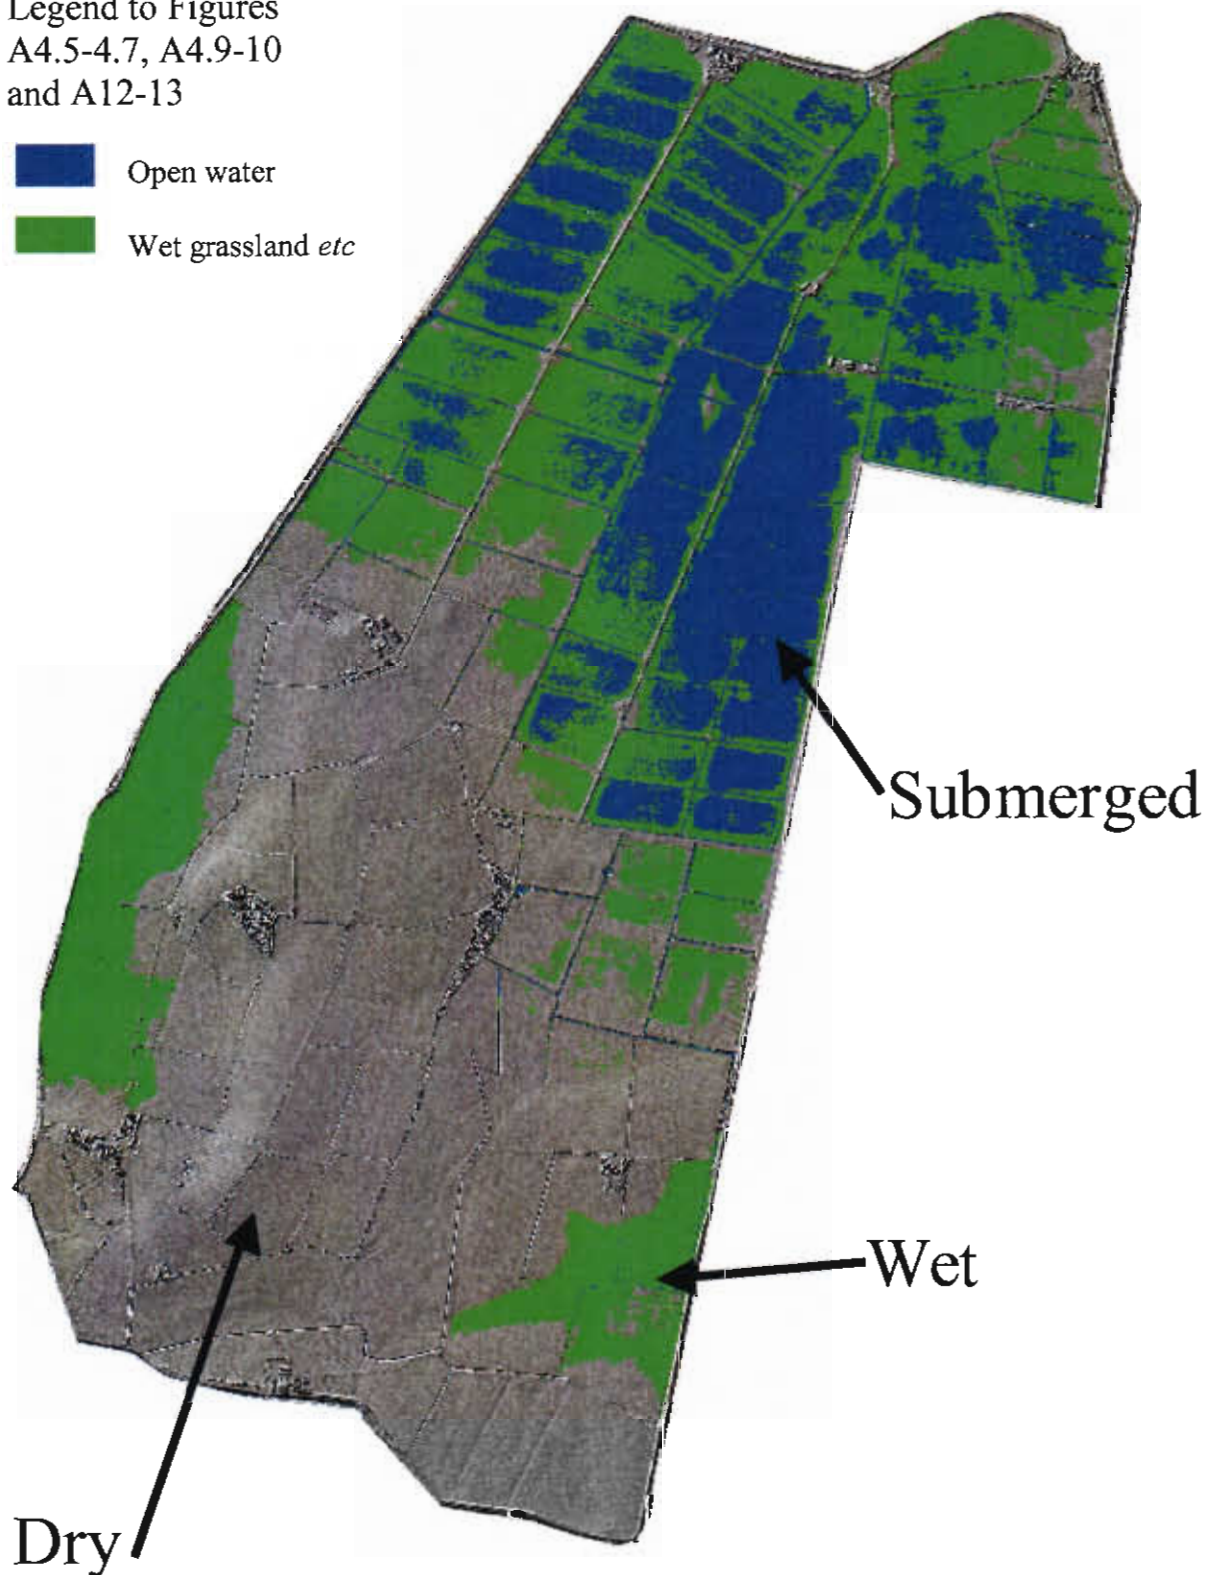 Legend to Figures
A4.5-4.7, A4.9-10
and A12-13
Open water
Wet grassland etc
Submerged
Wet
Dry